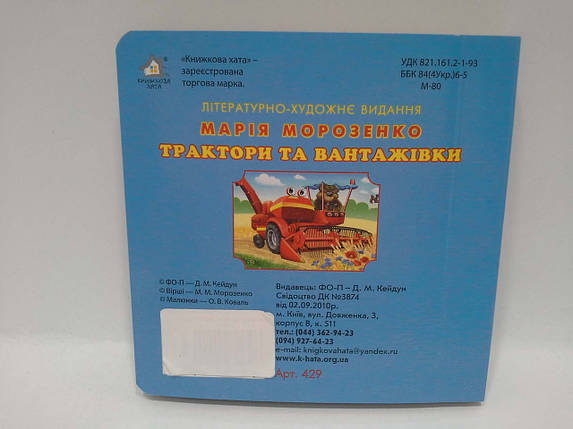 КНИЖКОВА
ХАТА
®
«Книжкова хата» –
зареєстрована
торгова марка.
УДК 821.161.2-1-93
ББК 84(4Укр.)6-5
М-80
ЛІТЕРАТУРНО-ХУДОЖНЄ ВИДАННЯ
МАРІЯ МОРОЗЕНКО
ТРАКТОРИ ТА ВАНТАЖІВКИ
© ФО-П — Д. М. Кейдун
© Вірші — М. М. Морозенко
© Малюнки — О. В. Коваль
Видавець: ФО-П – Д. М. Кейдун
Свідоцтво ДК №3874
від 02.09.2010р.
м. Київ, вул. Довженка, 3,
корпус 8, к. 511
тел.: (044) 362-94-23
(094) 927-64-23
e-mail: knigkovahata@yandex.ru
www.k-hata.org.ua
Арт. 429